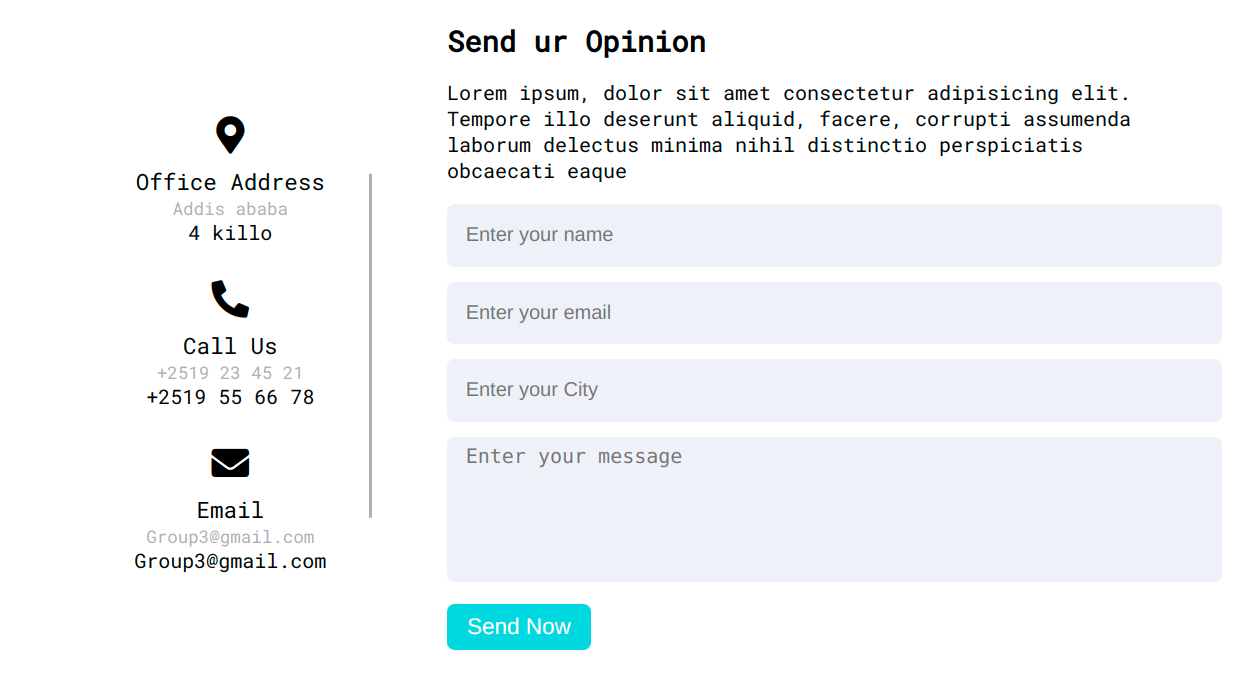 Office Address
Addis ababa
4 killo
Call Us
+2519 23 45 21
+2519 55 66 78
Email
Group3@gmail.com
Group3@gmail.com
Send ur Opinion
Lorem ipsum, dolor sit amet consectetur adipisicing elit.
Tempore illo deserunt aliquid, facere, corrupti assumenda
laborum delectus minima nihil distinctio perspiciatis
obcaecati eaque
Enter your name
Enter your email
Enter your City
Enter your message
Send Now